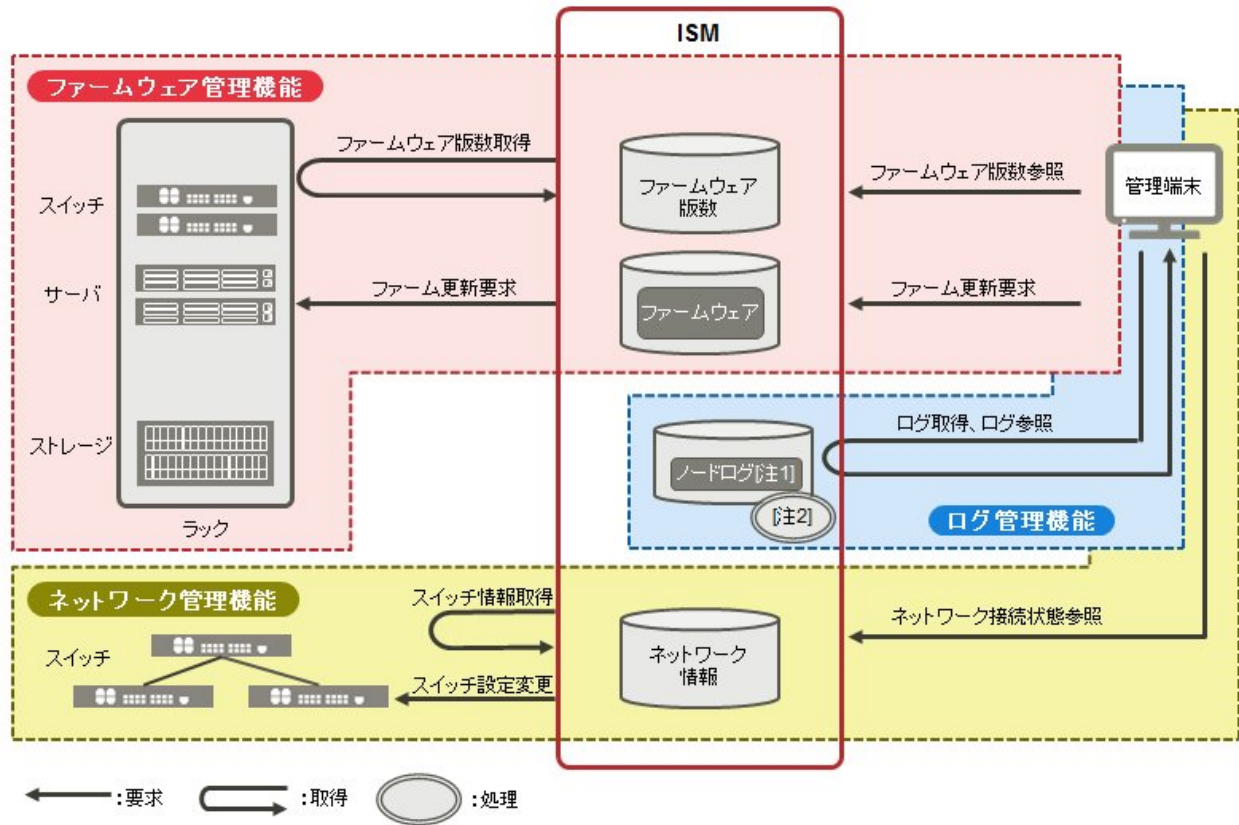 ISM
ファームウェア管理機能
ファームウェア版数取得
ファームウェア
版数
ファームウェア版数参照
管理端末
スイッチ
サーバ
ファーム更新要求
ファームウェア
ファーム更新要求
ストレージ
ログ取得、ログ参照
ノードログ[注1]
[注2]
ログ管理機能
ラック
ネットワーク管理機能
スイッチ情報取得
ネットワーク接続状態参照
スイッチ
ネットワーク
情報
スイッチ設定変更
:要求
:取得
:処理